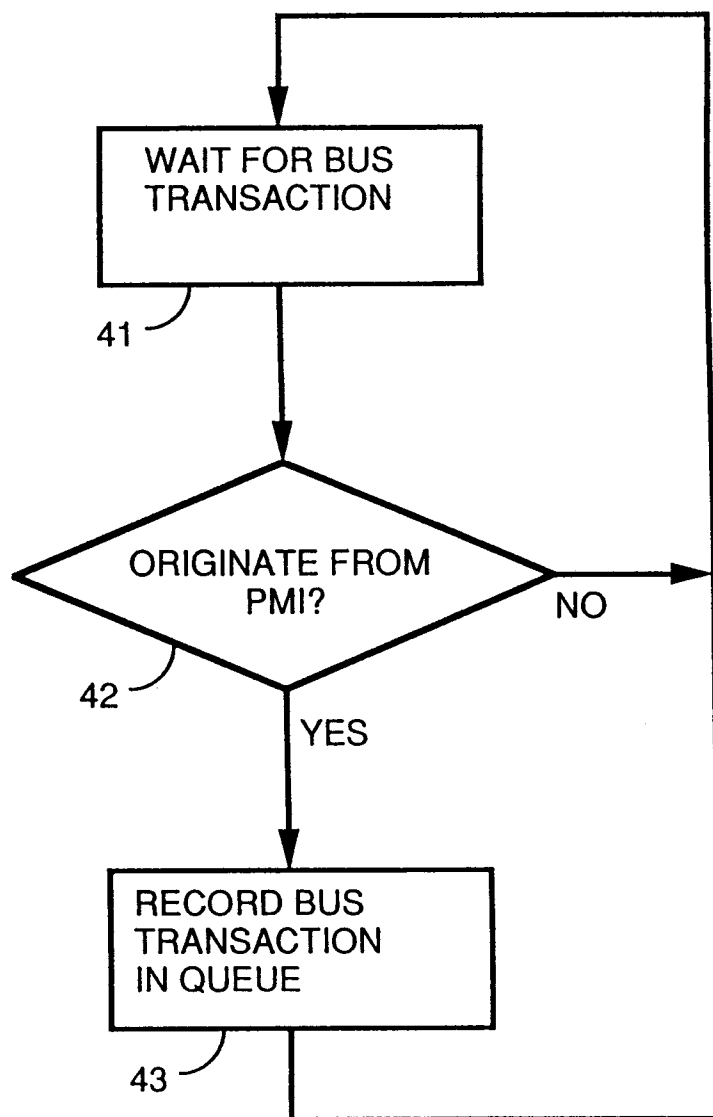 WAIT FOR BUS
TRANSACTION
41
ORIGINATE FROM
PMI?
NO
42
YES
RECORD BUS
TRANSACTION
IN QUEUE
43